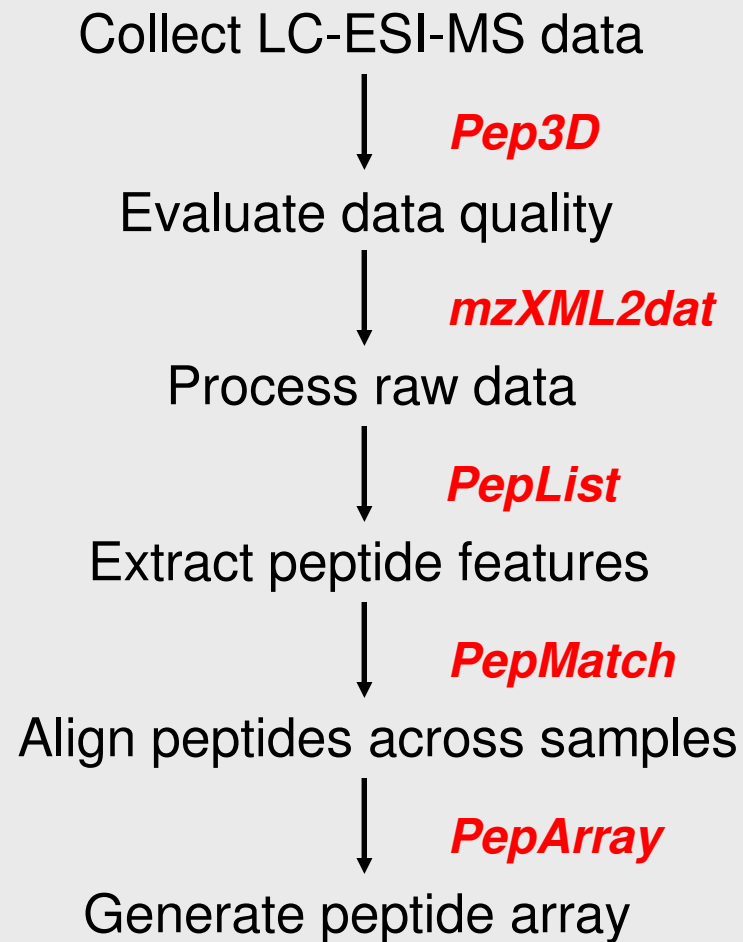 Collect LC-ESI-MS data
Pep3D
Evaluate data quality
mzXML2dat
Process raw data
PepList
Extract peptide features
PepMatch
Align peptides across samples
PepArray
Generate peptide array